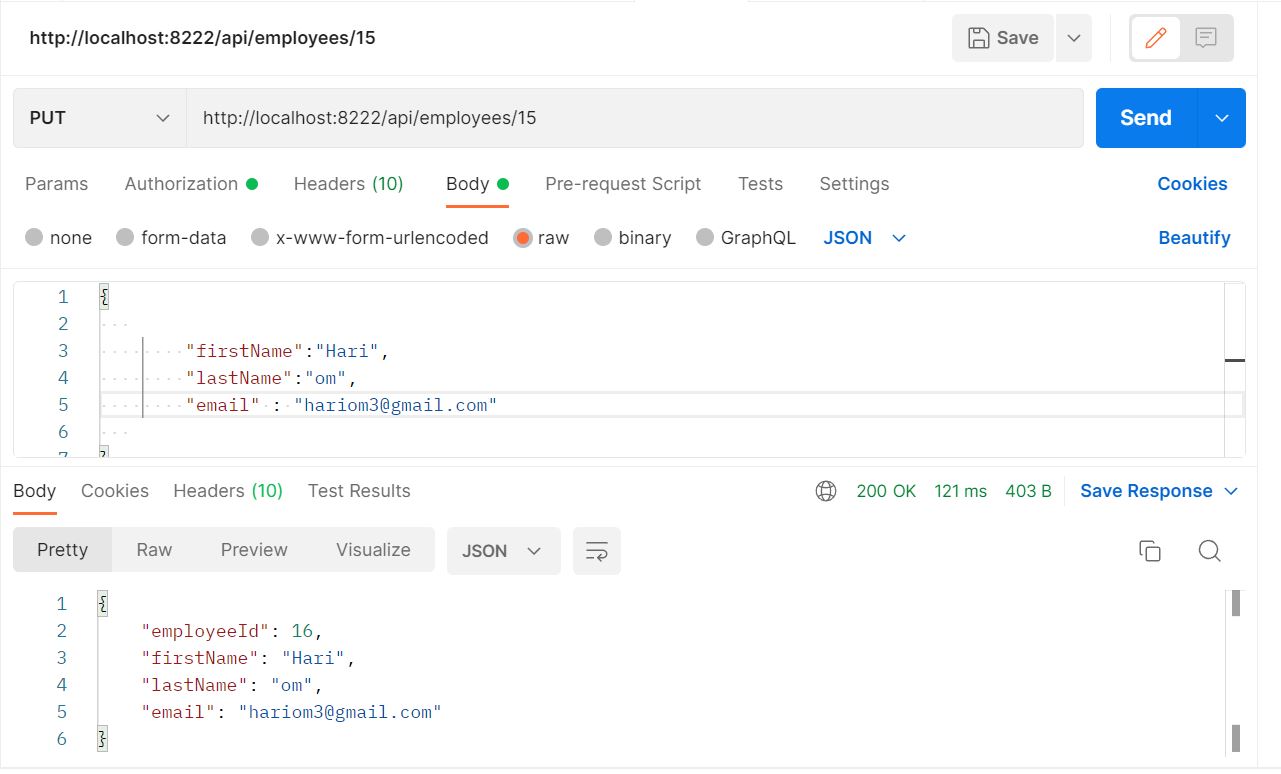 http://localhost:8222/api/employees/15 Save
PUT http://localhost:8222/api/employees/15 Send
Params Authorization Headers (10) Body Pre-request Script Tests Settings Cookies
none form-data x-www-form-urlencoded raw binary GraphQL JSON Beautify
1 {
2
3 "firstName":"Hari",
4 "lastName":"om",
5 "email" : "hariom3@gmail.com"
6
7 }
Body Cookies Headers (10) Test Results 200 OK 121 ms 403 B Save Response
Pretty Raw Preview Visualize JSON
1 {
2 "employeeId": 16,
3 "firstName": "Hari",
4 "lastName": "om",
5 "email": "hariom3@gmail.com"
6 }